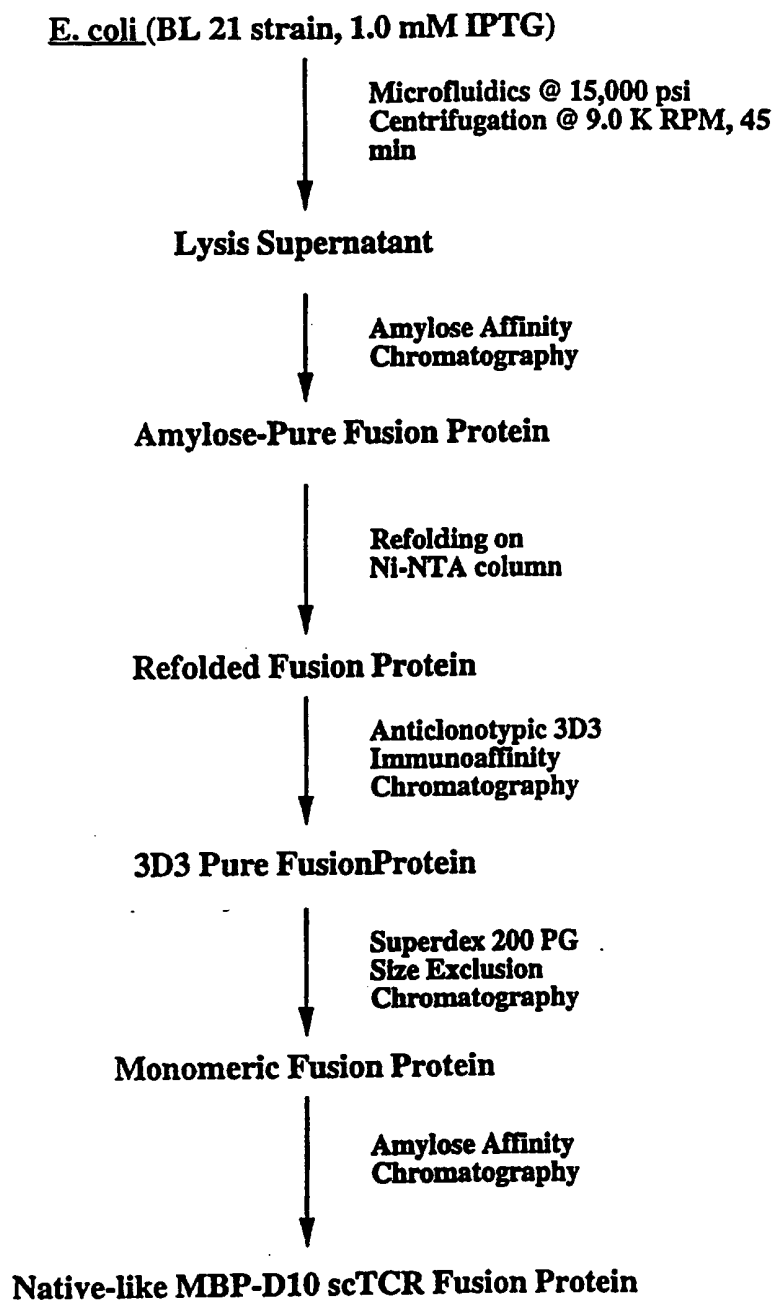 E. coli (BL 21 strain, 1.0 mM IPTG)
Microfluidics @ 15,000 psi
Centrifugation @ 9.0 K RPM, 45
min
Lysis Supernatant
Amylose Affinity
Chromatography
Amylose-Pure Fusion Protein
Refolding on
Ni-NTA column
Refolded Fusion Protein
Anticlonotypic 3D3
Immunoaffinity
Chromatography
3D3 Pure FusionProtein
Superdex 200 PG
Size Exclusion
Chromatography
Monomeric Fusion Protein
Amylose Affinity
Chromatography
Native-like MBP-D10 scTCR Fusion Protein